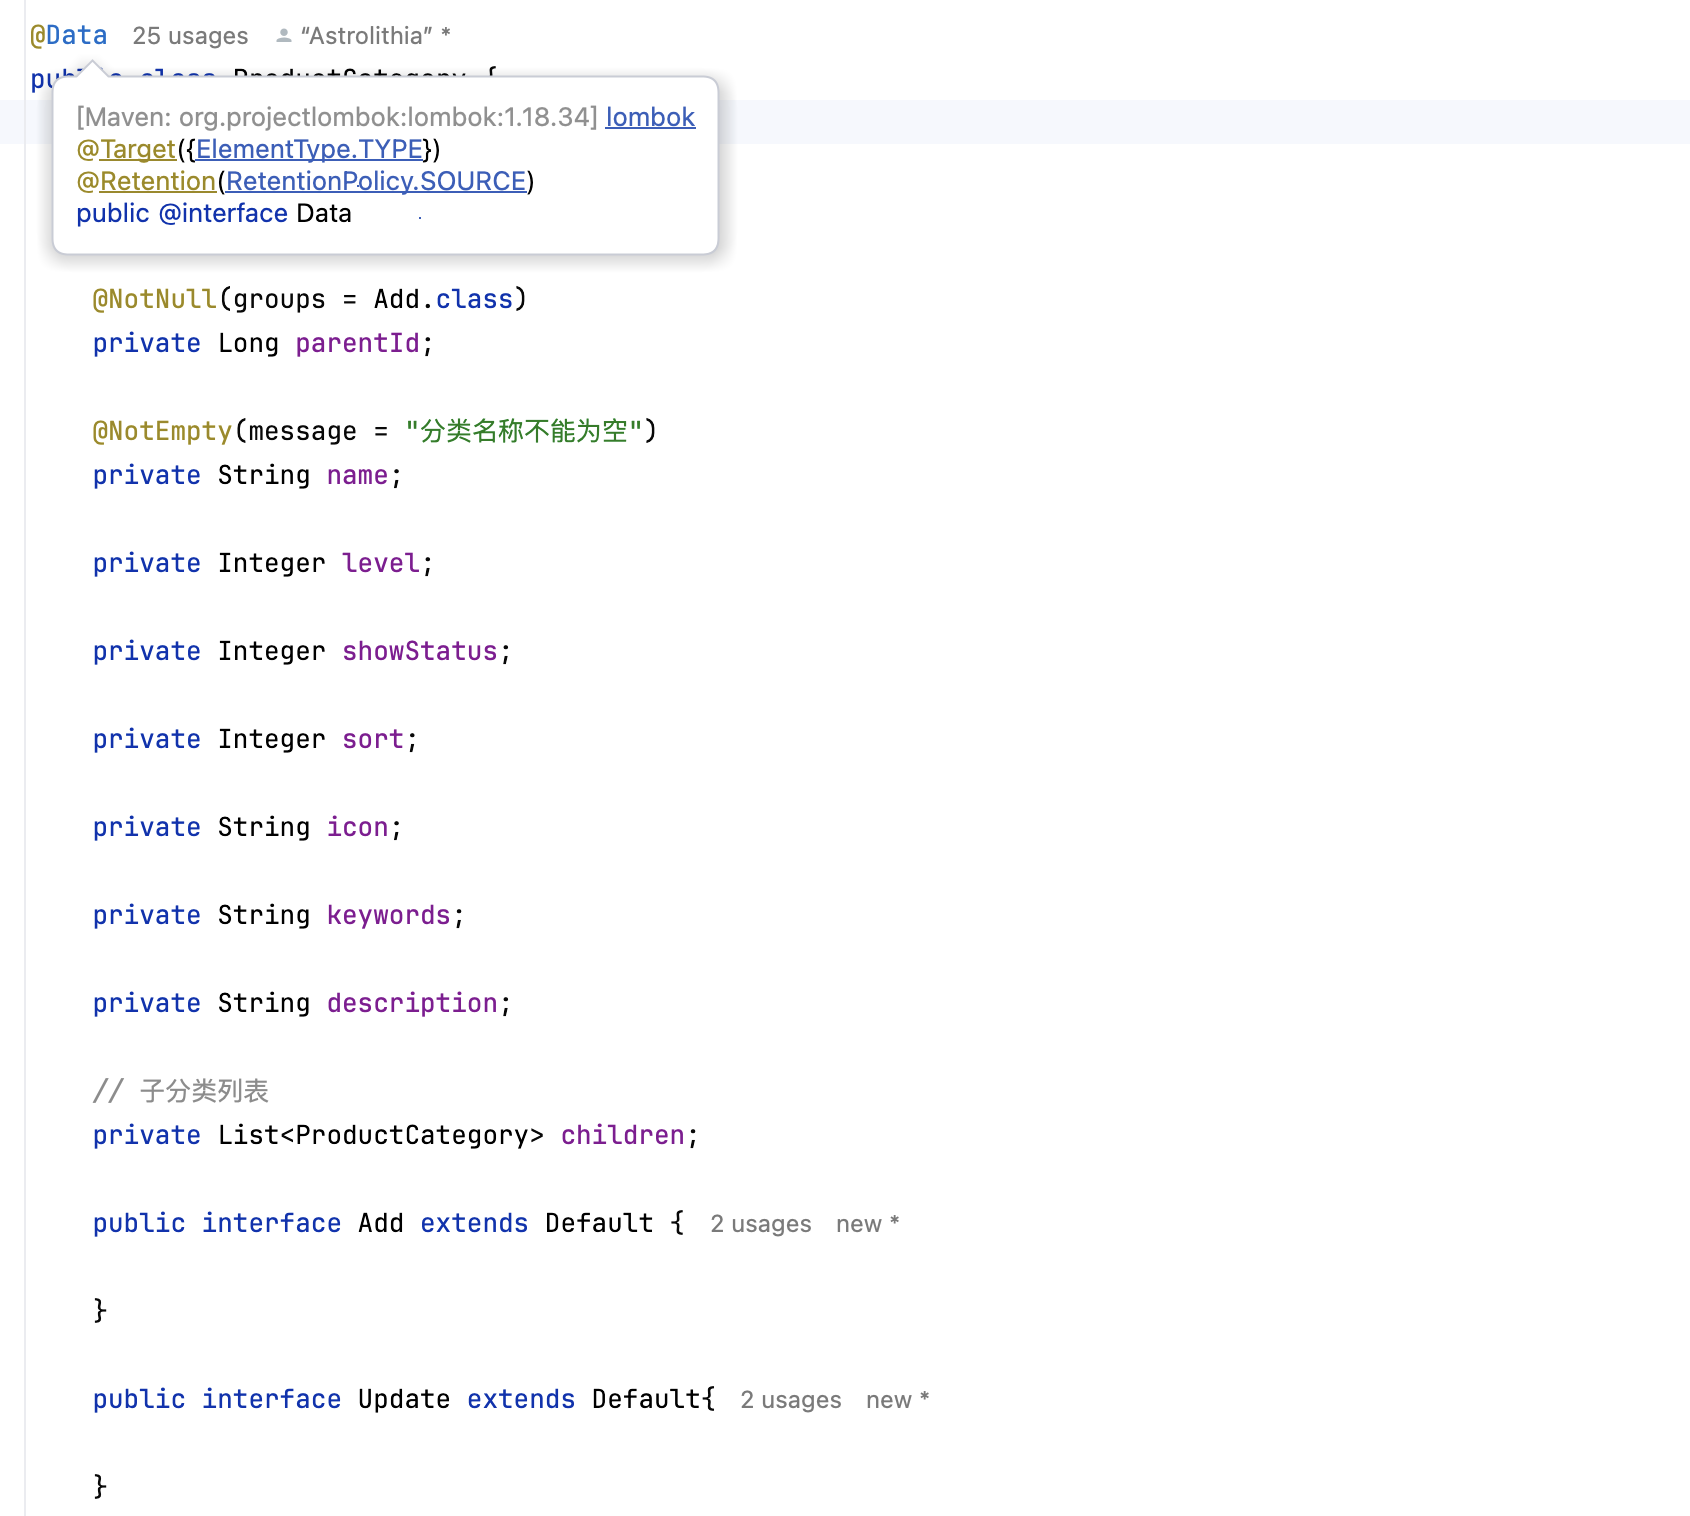 @Data 25 usages “Astrolithia” *
public class ProductCategory {
[Maven: org.projectlombok:lombok:1.18.34] lombok
@Target({ElementType.TYPE})
@Retention(RetentionPolicy.SOURCE)
public @interface Data
@NotNull(groups = Add.class)
private Long parentId;
@NotEmpty(message = "分类名称不能为空")
private String name;
private Integer level;
private Integer showStatus;
private Integer sort;
private String icon;
private String keywords;
private String description;
// 子分类列表
private List<ProductCategory> children;
public interface Add extends Default { 2 usages new *
}
public interface Update extends Default{ 2 usages new *
}